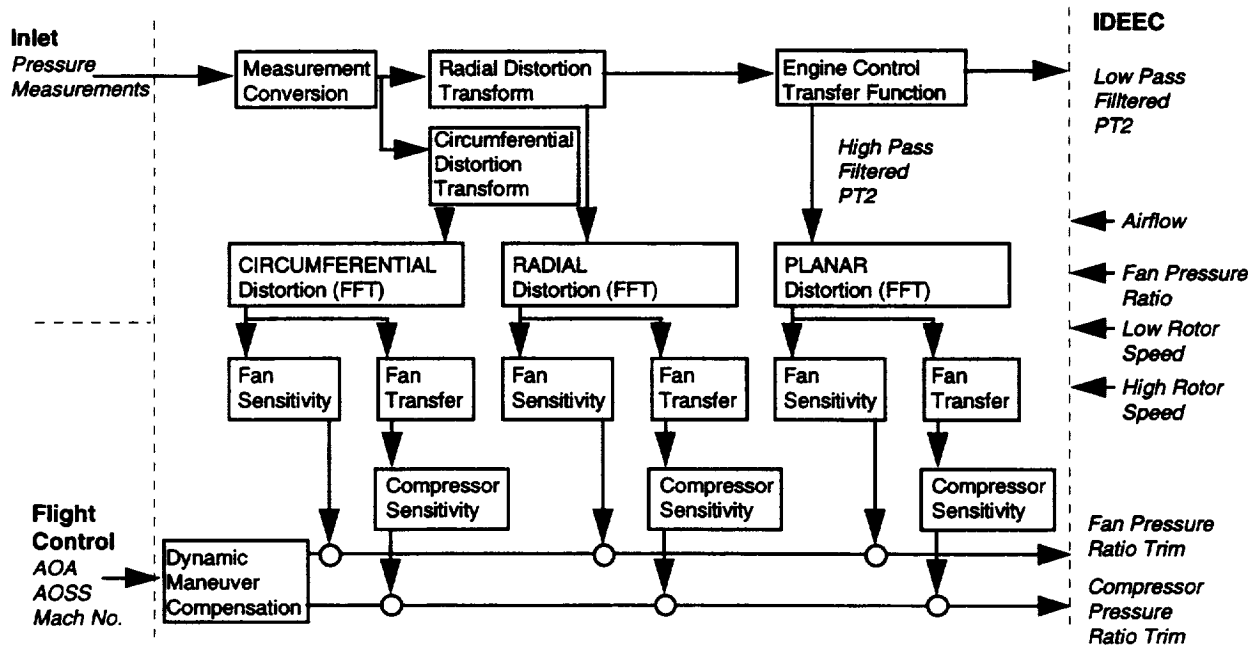 Inlet
Pressure
Measurements
Measurement
Conversion
Radial Distortion
Transform
Engine Control
Transfer Function
IDEEC
Low Pass
Filltered
PT2
Circumferential
Distortion
Transform
High Pass
Filtered
PT2
Airflow
CIRCUMFERENTIAL
Distortion (FFT)
RADIAL
Distortion (FFT)
PLANAR
Distortion (FFT)
Fan Pressure
Ratio
Low Rotor
Speed
Fan
Sensitivity
Fan
Transfer
Fan
Sensitivity
Fan
Transfer
Fan
Sensitivity
Fan
Transfer
High Rotor
Speed
Compressor
Sensitivity
Compressor
Sensitivity
Compressor
Sensitivity
Flight
Control
AOA
AOSS
Mach No.
Dynamic
Maneuver
Compensation
Fan Pressure
Ratio Trim
Compressor
Pressure
Ratio Trim